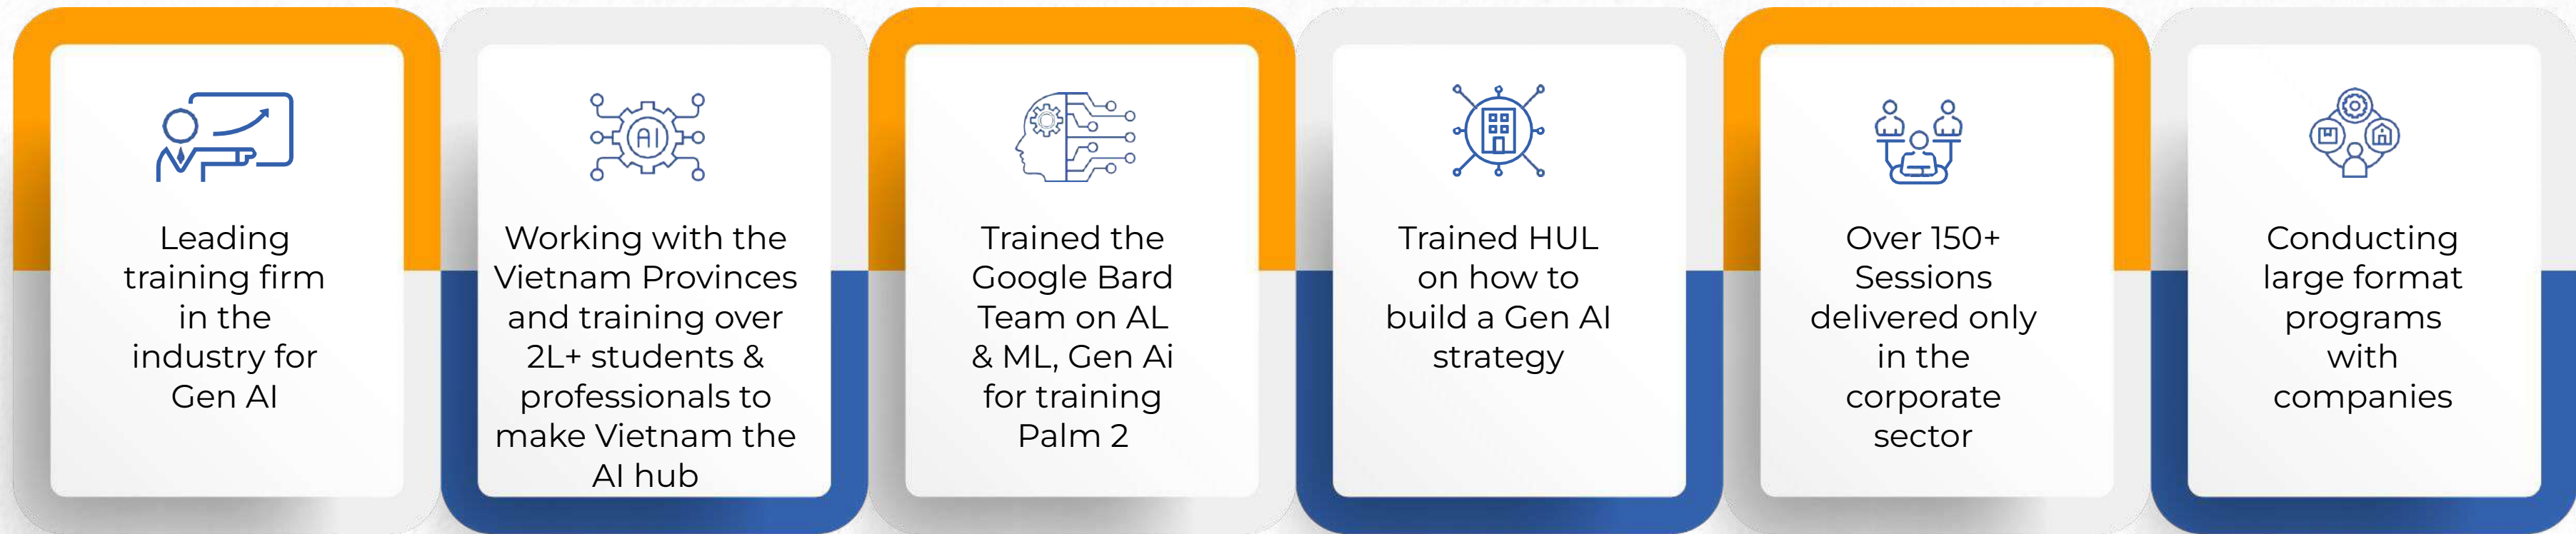 Leading
training firm
in the
industry for
Gen AI
Working with the
Vietnam Provinces
and training over
2L+ students &
professionals to
make Vietnam the
AI hub
Trained the
Google Bard
Team on AL
& ML, Gen Ai
for training
Palm 2
Trained HUL
on how to
build a Gen AI
strategy
Over 150+
Sessions
delivered only
in the
corporate
sector
Conducting
large format
programs
with
companies
AI